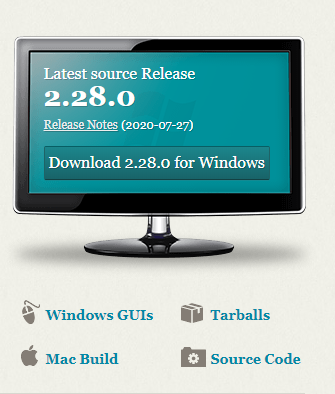 Latest source Release
2.28.0
Release Notes (2020-07-27)
Download 2.28.0 for Windows
Windows GUIs
Tarballs
Mac Build
Source Code